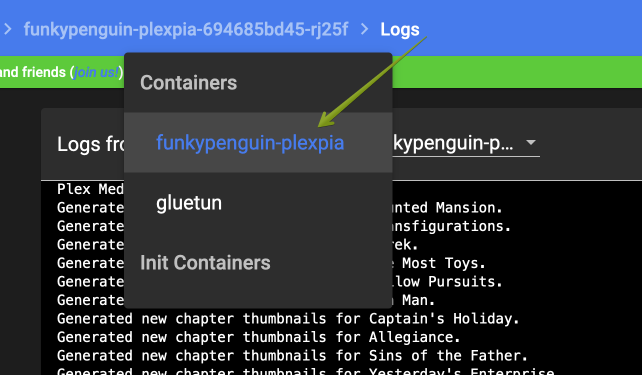 funkypenguin-plexpia-694685bd45-rj25f > Logs
and friends (join us!)
Containers
funkypenguin-plexpia
gluetun
Init Containers
Logs fro kypenguin-p...
Plex Med
Generate nted Mansion.
Generate nsfigurations.
Generate rek.
Generate e Most Toys.
Generate llow Pursuits.
Generate n Man.
Generated new chapter thumbnails for Captain's Holiday.
Generated new chapter thumbnails for Allegiance.
Generated new chapter thumbnails for Sins of the Father.
Generated new chapter thumbnails for Yesterday's Enterprise